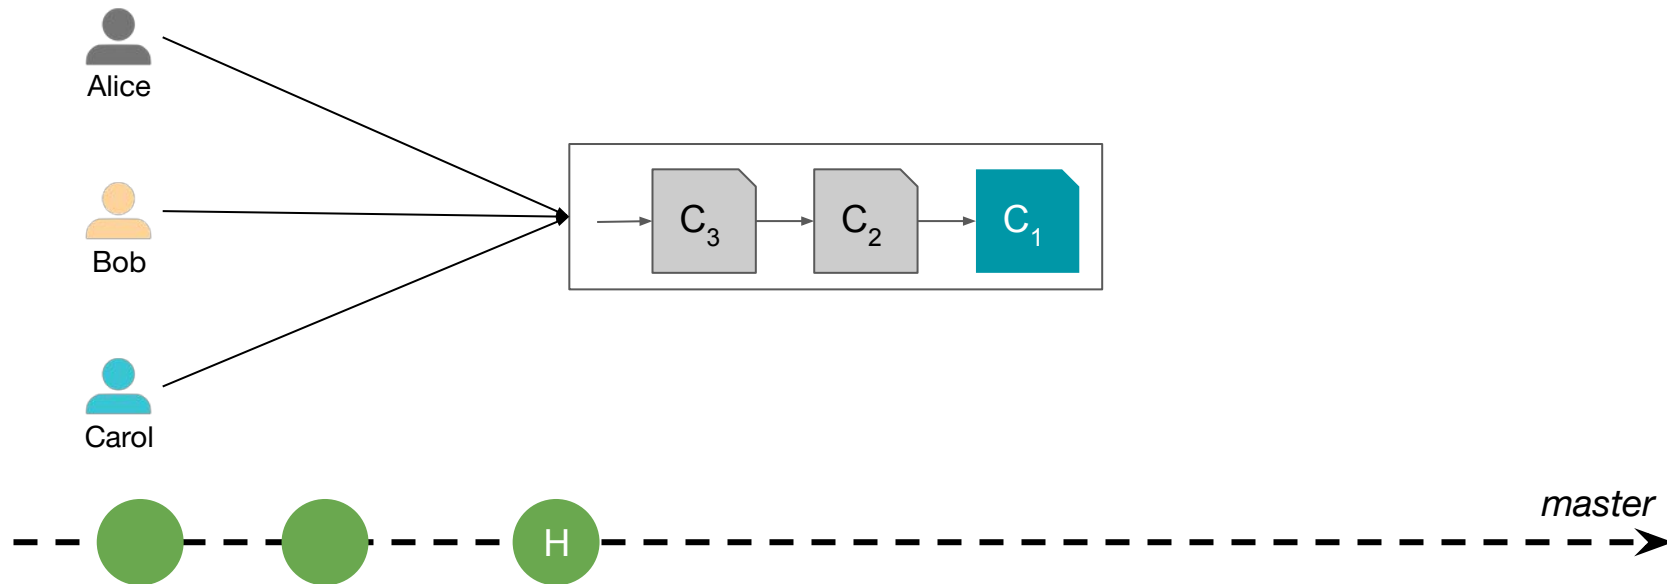 Alice
Bob
Carol
C₃
C₂
C₁
master
H